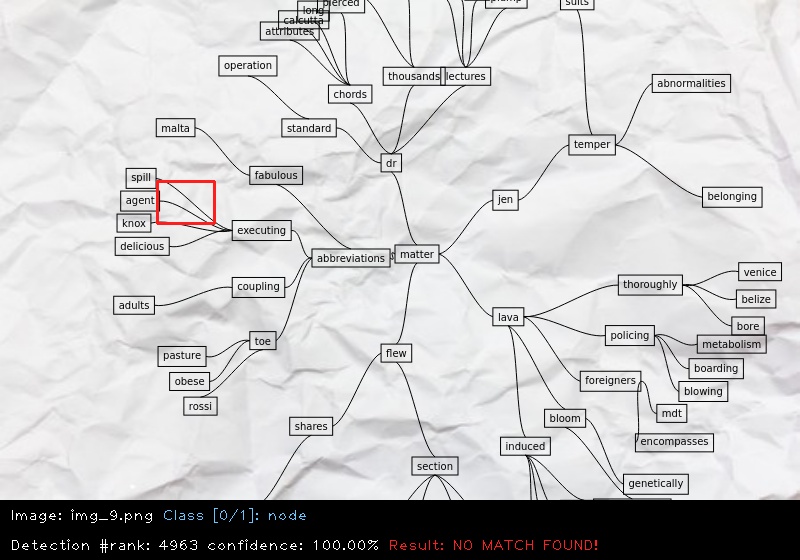 pierced
plump
suits
long
calcutta
attributes
operation
thousands
lectures
abnormalities
chords
malta
standard
temper
dr
spill
fabulous
agent
jen
belonging
knox
executing
delicious
abbreviations
matter
venice
coupling
thoroughly
adults
belize
lava
bore
policing
metabolism
toe
pasture
flew
boarding
obese
foreigners
blowing
rossi
mdt
shares
bloom
encompasses
induced
section
genetically
Image: img_9.png Class [0/1]: node
Detection #rank: 4963 confidence: 100.00% Result: NO MATCH FOUND!